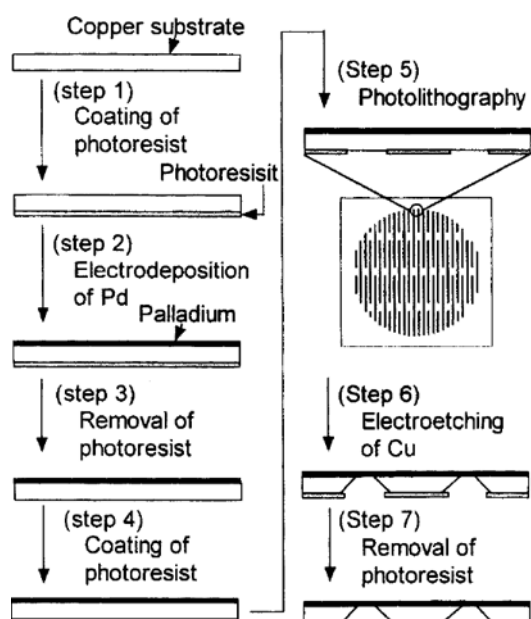 Copper substrate
(step 1)
Coating of
photoresist
Photoresisit
(step 2)
Electrodeposition
of Pd
Palladium
(step 3)
Removal of
photoresist
(step 4)
Coating of
photoresist
(Step 5)
Photolithography
(Step 6)
Electroetching
of Cu
(Step 7)
Removal of
photoresist